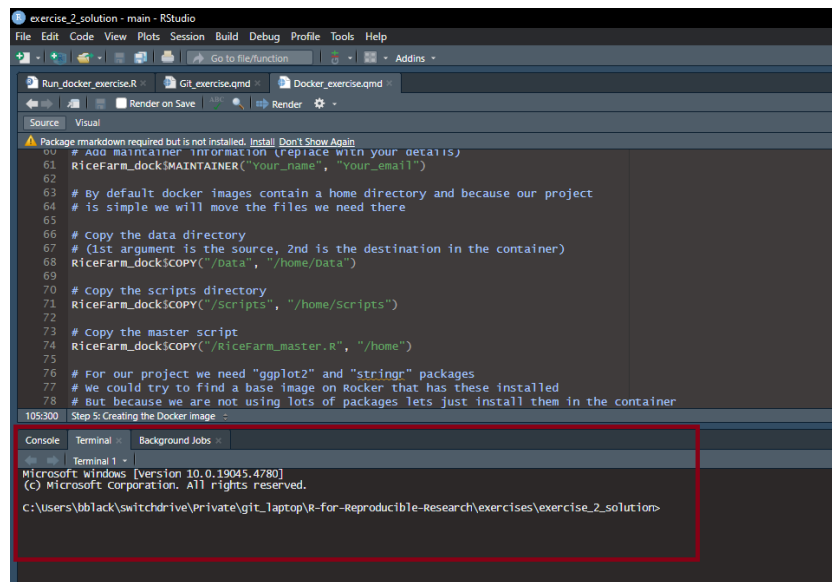 exercise_2_solution - main - RStudio
File Edit Code View Plots Session Build Debug Profile Tools Help
Go to file/function Addins
Run_docker_exercise.R Git_exercise.qmd Docker_exercise.qmd
Render on Save ABC Render
Source Visual
Package rmarkdown required but is not installed. Install Don't Show Again
60 # Add maintainer information (replace with your details)
61 RiceFarm_dock$MAINTAINER("Your_name", "Your_email")
62
63 # By default docker images contain a home directory and because our project
64 # is simple we will move the files we need there
65
66 # Copy the data directory
67 # (1st argument is the source, 2nd is the destination in the container)
68 RiceFarm_dock$COPY("/Data", "/home/Data")
69
70 # Copy the scripts directory
71 RiceFarm_dock$COPY("/Scripts", "/home/Scripts")
72
73 # Copy the master script
74 RiceFarm_dock$COPY("/RiceFarm_master.R", "/home")
75
76 # For our project we need "ggplot2" and "stringr" packages
77 # We could try to find a base image on Rocker that has these installed
78 # But because we are not using lots of packages lets just install them in the container
105:300 Step 5: Creating the Docker image
Console Terminal Background Jobs
Terminal 1
Microsoft Windows [Version 10.0.19045.4780]
(c) Microsoft Corporation. All rights reserved.
C:\Users\bblack\switchdrive\Private\git_laptop\R-for-Reproducible-Research\exercises\exercise_2_solution>